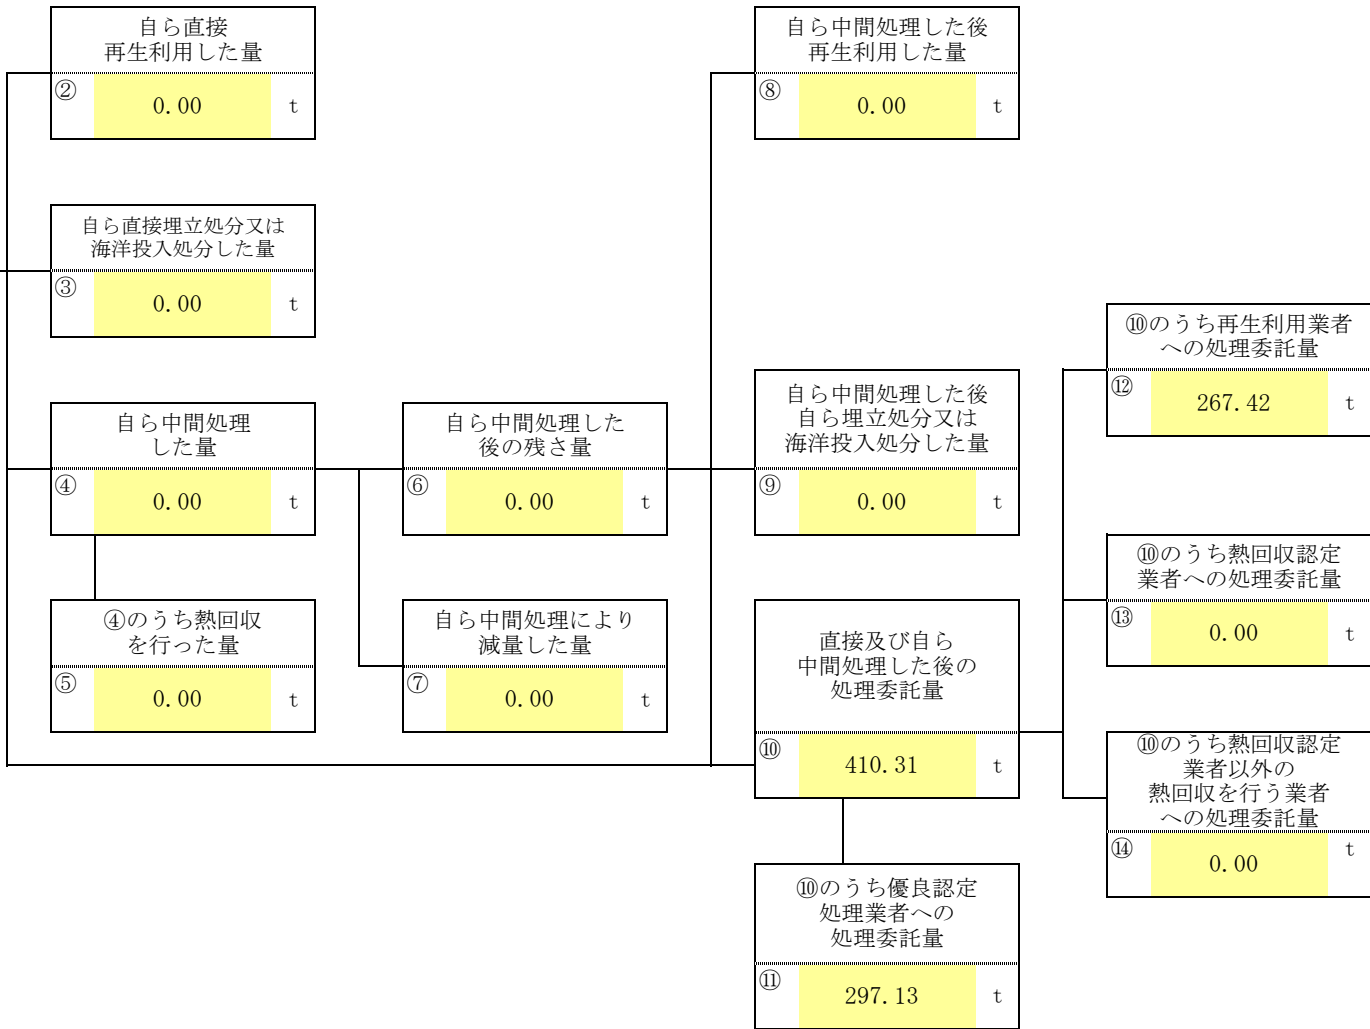 自ら直接
再生利用した量
②
0.00
t
自ら中間処理した後
再生利用した量
⑧
0.00
t
自ら直接埋立処分又は
海洋投入処分した量
③
0.00
t
⑩のうち再生利用業者
への処理委託量
⑫
267.42
t
自ら中間処理
した量
④
0.00
t
自ら中間処理した
後の残さ量
⑥
0.00
t
自ら中間処理した後
自ら埋立処分又は
海洋投入処分した量
⑨
0.00
t
⑩のうち熱回収認定
業者への処理委託量
⑬
0.00
t
④のうち熱回収
を行った量
⑤
0.00
t
自ら中間処理により
減量した量
⑦
0.00
t
直接及び自ら
中間処理した後の
処理委託量
⑩
410.31
t
⑩のうち熱回収認定
業者以外の
熱回収を行う業者
への処理委託量
⑭
0.00
t
⑩のうち優良認定
処理業者への
処理委託量
⑪
297.13
t